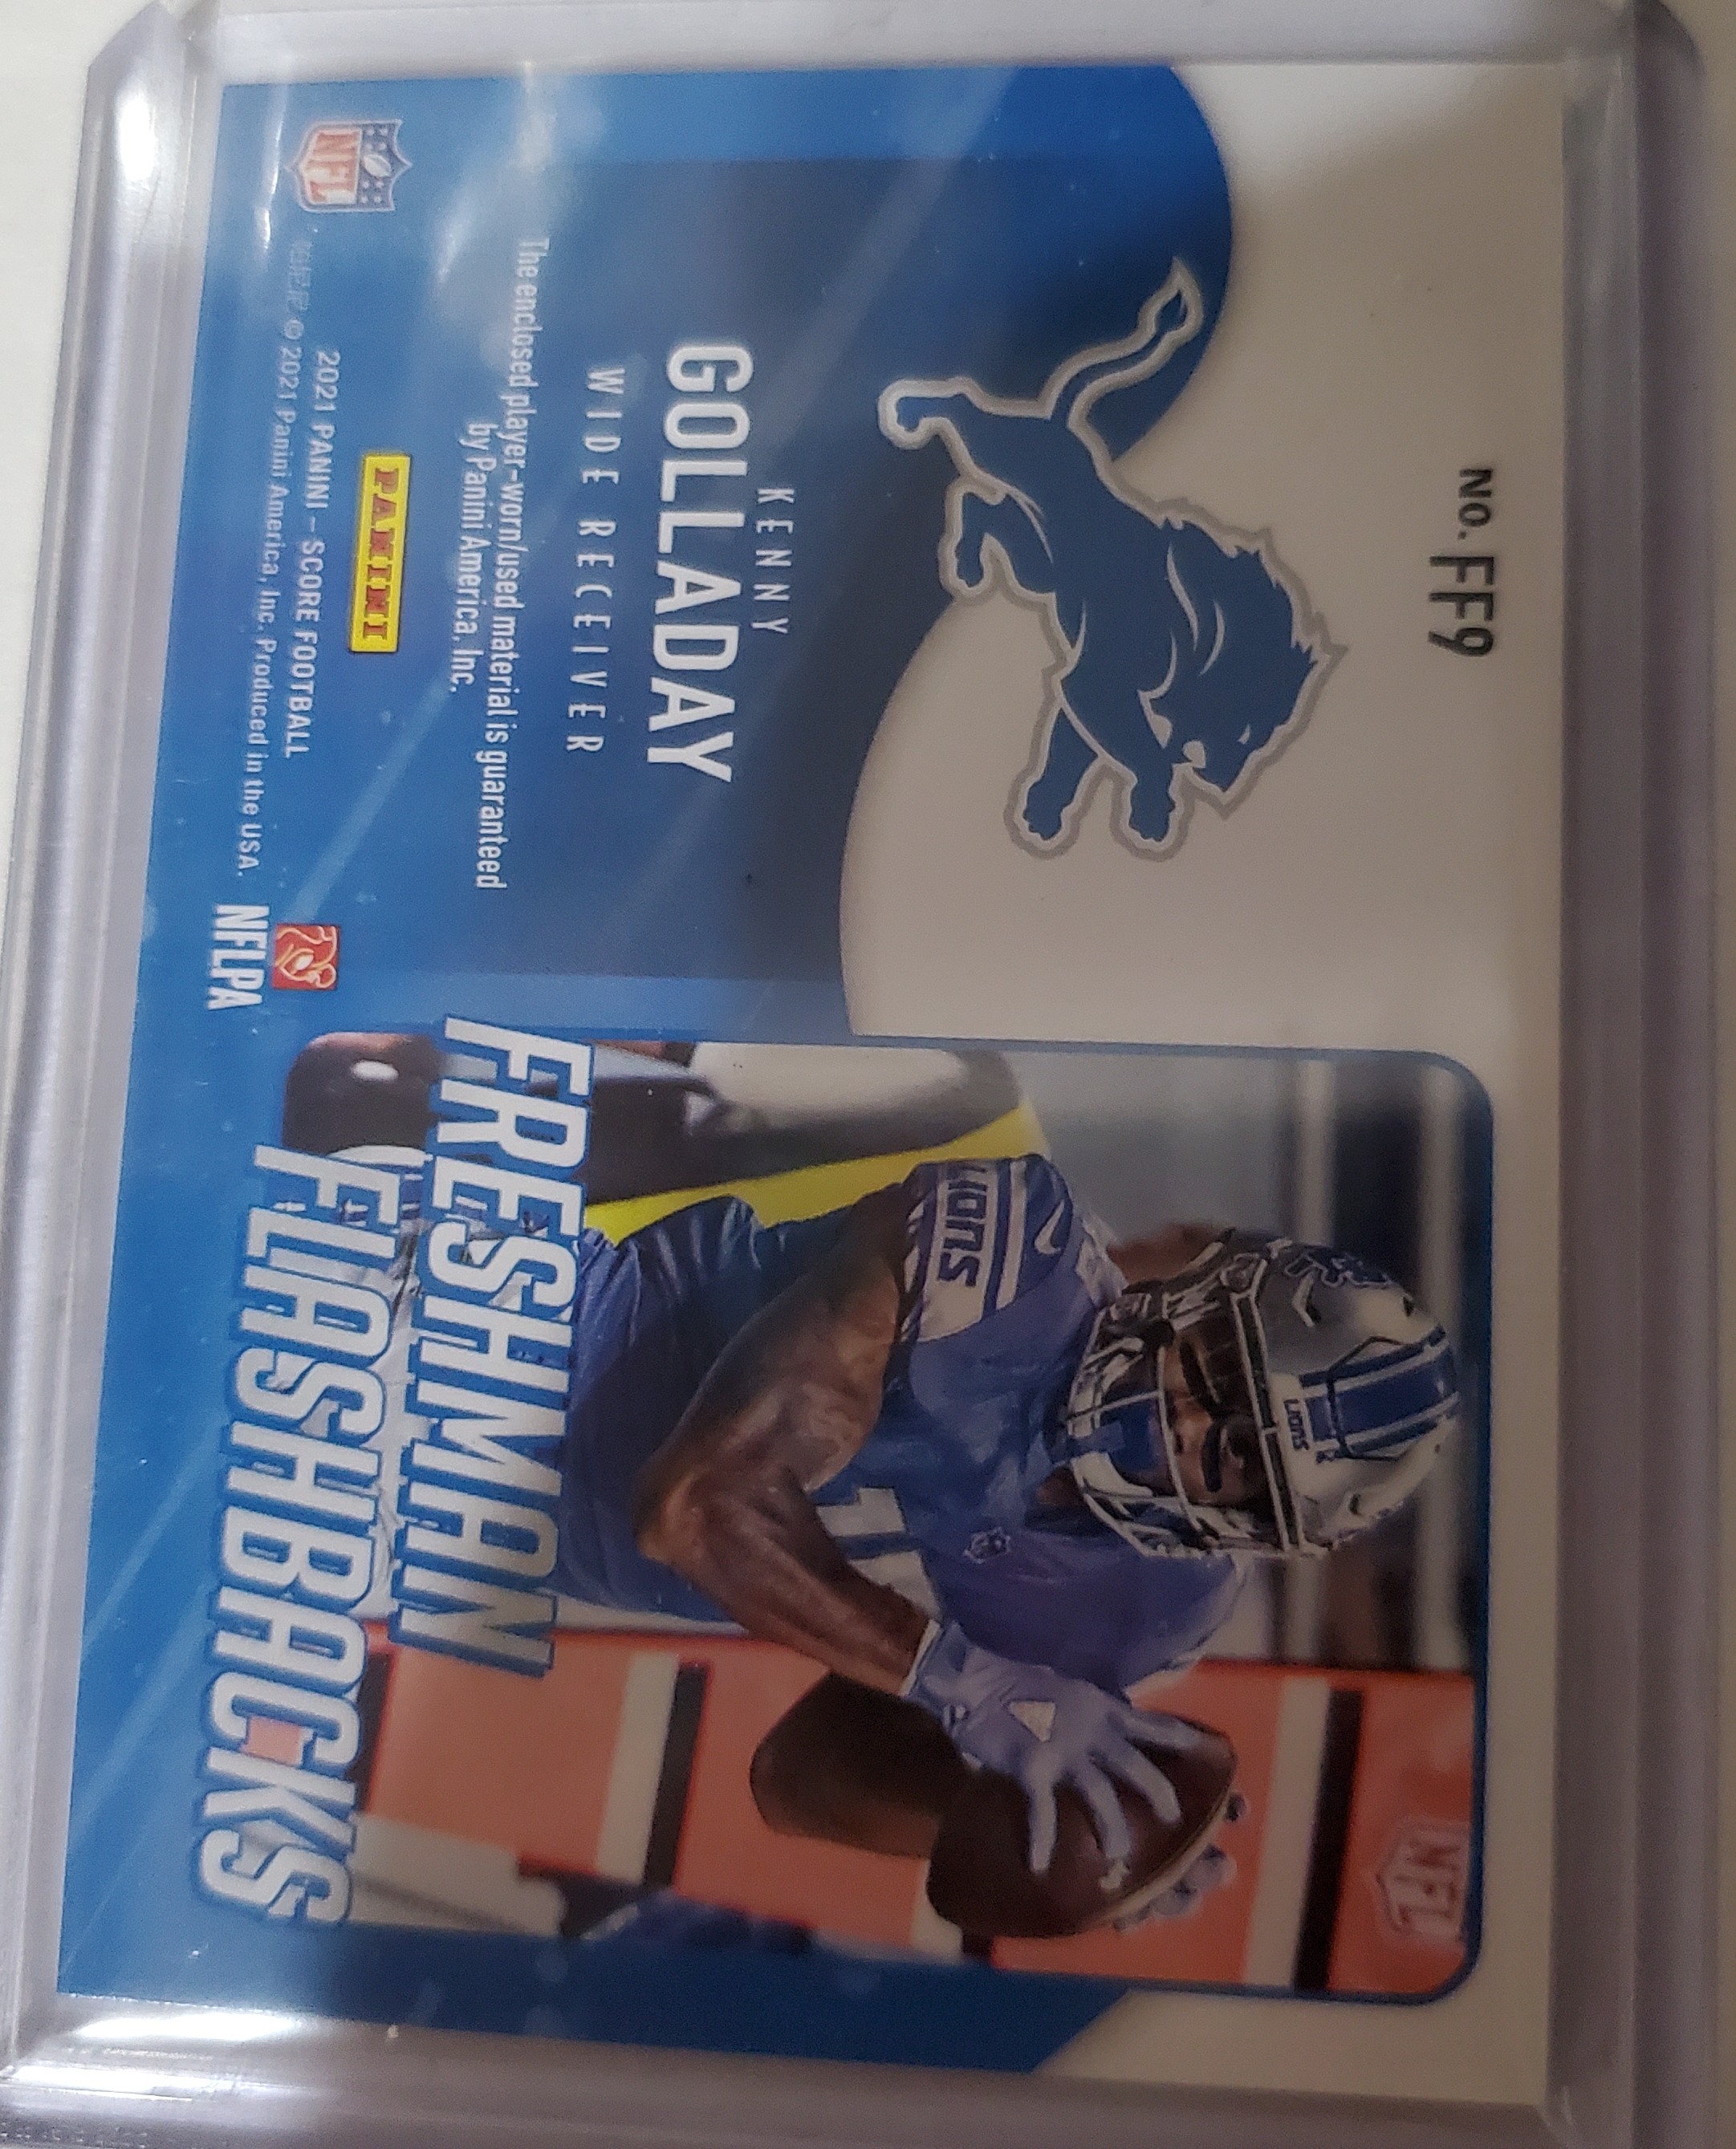 NO. FF9
KENNY
GOLLADAY
WIDE RECEIVER
The enclosed player-worn/used material is guaranteed
by Panini America, Inc.
PANINI
2021 PANINI – SCORE FOOTBALL
© 2021 Panini America, Inc. Produced in the USA.
NFL
NFLPA
FRESHMAN
FLASHBACKS
LIONS
LIONS
1
NFL